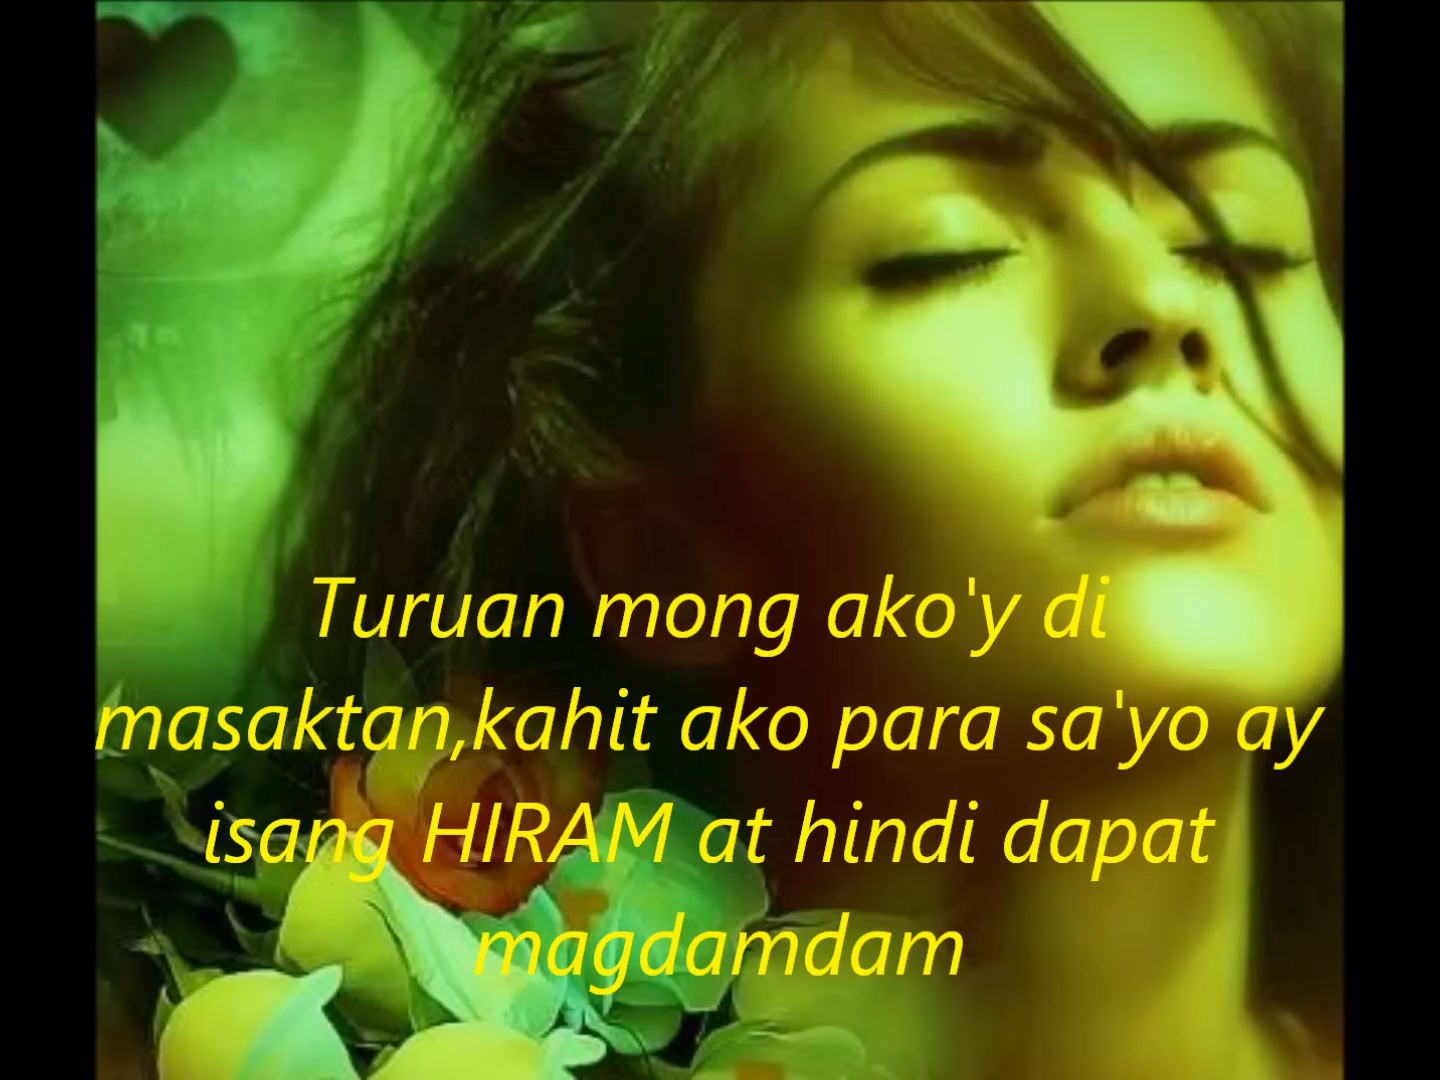 Turuan mong ako'y di
masaktan,kahit ako para sa'yo ay
isang HIRAM at hindi dapat
magdamdam